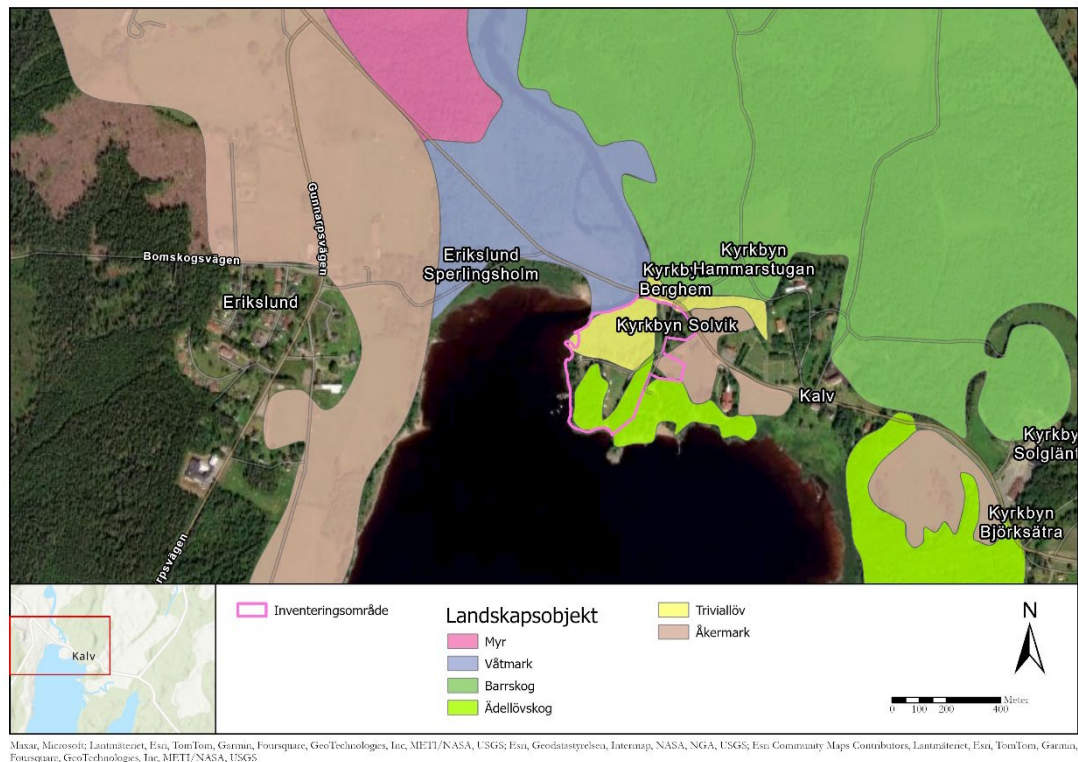 Gunnarpsvägen
Bomskogsvägen
Erikslund
Sperlingsholm
Kyrkbyn
Hammarstugan
Berghem
Erikslund
Kyrkbyn Solvik
Kalv
Kyrkbyn
Björksätra
rpsvägen
Kalv
Inventeringsområde
Landskapsobjekt
Myr
Våtmark
Barrskog
Ädellövskog
Triviallöv
Åkermark
N
Meter
0 100 200 400
Maxar, Microsoft; Lantmäteriet, Esri, TomTom, Garmin, Foursquare, GeoTechnologies, Inc, METI/NASA, USGS; Esri, Geodatastyrelsen, Intermap, NASA, NGA, USGS; Esri Community Maps Contributors, Lantmäteriet, Esri, TomTom, Garmin,
Foursquare, GeoTechnologies, Inc, METI/NASA, USGS